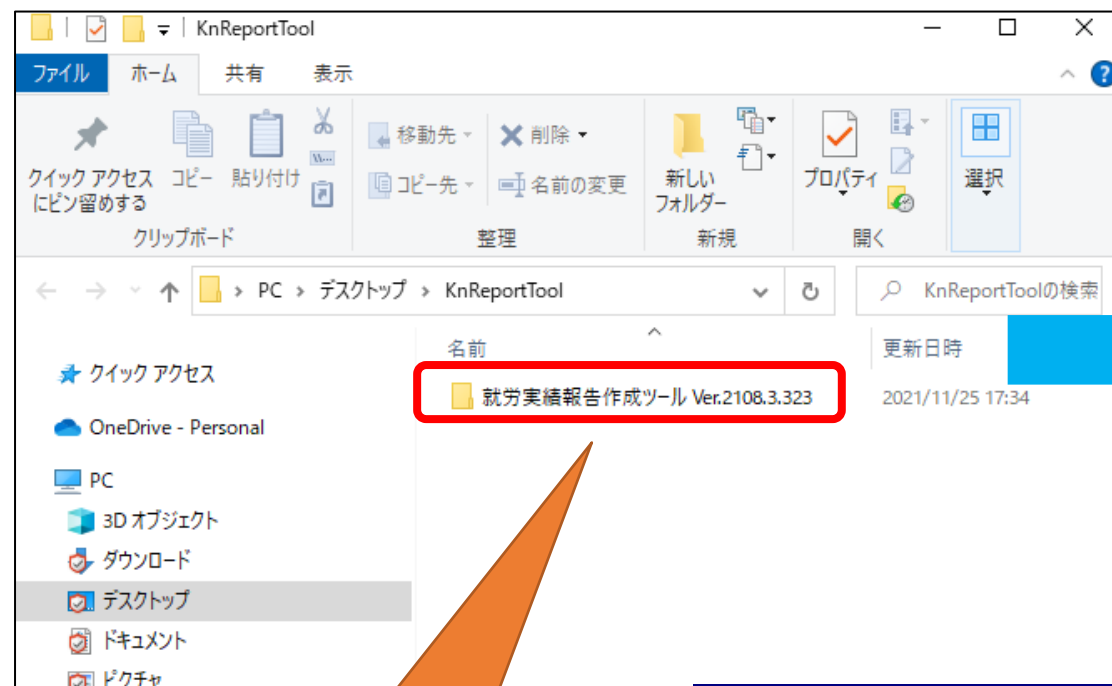 KnReportTool
ファイル ホーム 共有 表示
クイック アクセス
にピン留めする
コピー
貼り付け
移動先
コピー先
削除
名前の変更
新しい
フォルダー
プロパティ
選択
クリップボード 整理 新規 開く
PC › デスクトップ › KnReportTool
KnReportToolの検索
名前 更新日時
就労実績報告作成ツール Ver.2108.3.323 2021/11/25 17:34
クイック アクセス
OneDrive - Personal
PC
3D オブジェクト
ダウンロード
デスクトップ
ドキュメント
ピクチャ